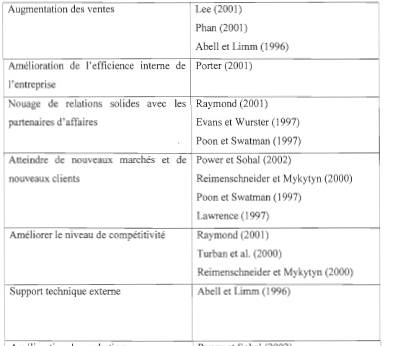 Augmentation des ventes
Lee (2001)
Phan (2001)
Abell et Limm (1996)
Amélioration de l'efficience interne de
l'entreprise
Porter (2001)
Nouage de relations solides avec les
partenaires d'affaires
Raymond (2001)
Evans et Wurster (1997)
Poon et Swatman (1997)
Atteindre de nouveaux marchés et de
nouveaux clients
Power et Sohal (2002)
Reimenschneider et Mykytyn (2000)
Poon et Swatman (1997)
Lawrence (1997)
Améliorer le niveau de compétitivité
Raymond (2001)
Turban et al. (2000)
Reimenschneider et Mykytyn (2000)
Support technique externe
Abell et Limm (1996)